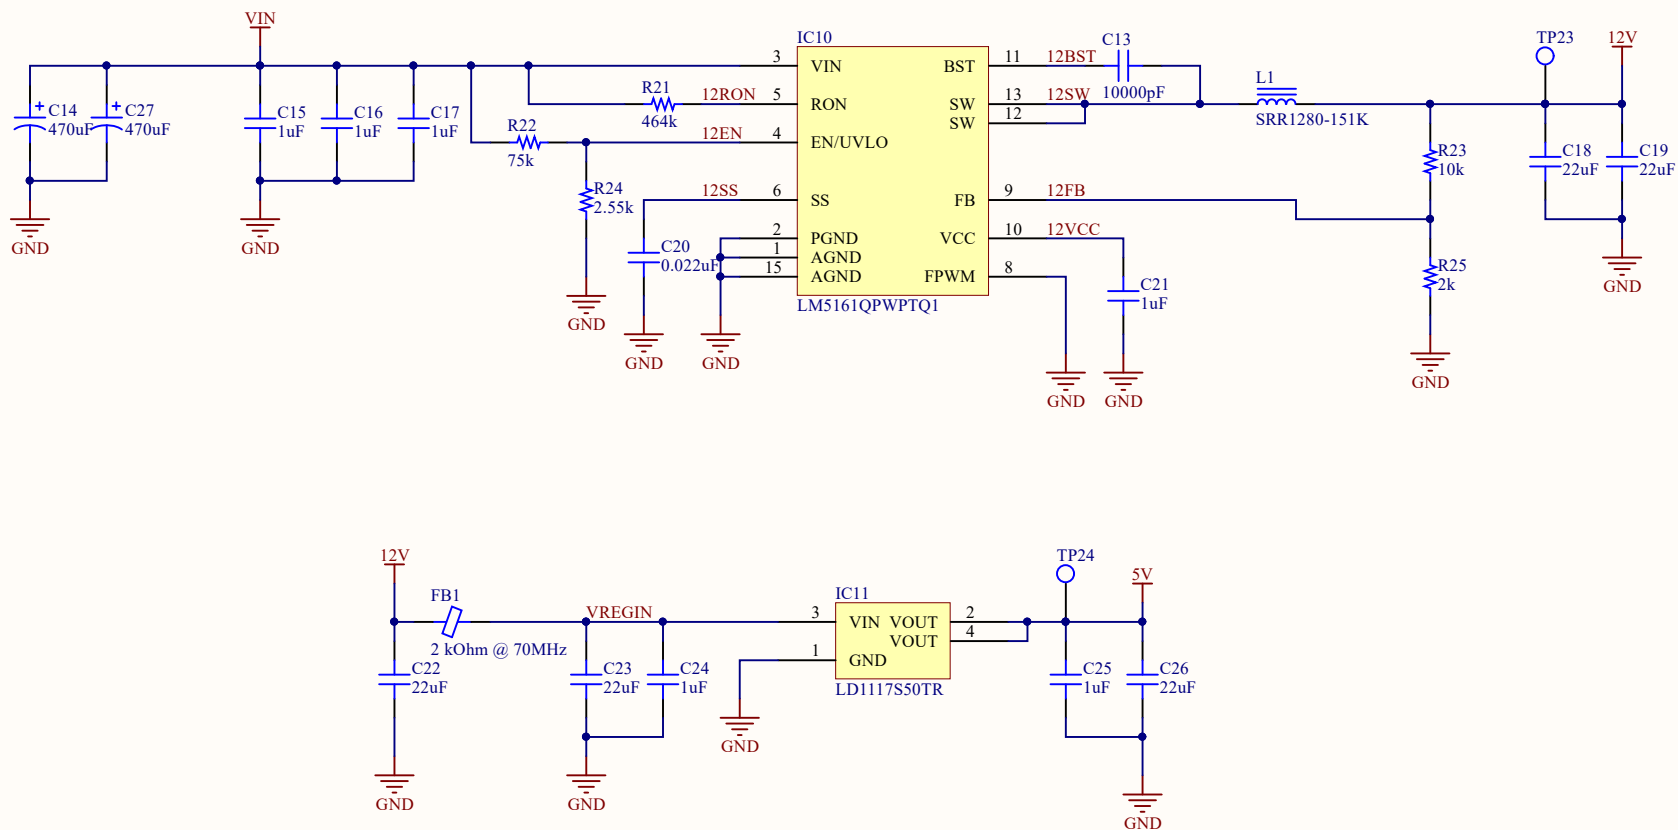 VIN
C14
470uF
C27
470uF
GND
C15
1uF
C16
1uF
C17
1uF
GND
R21
464k
12RON
R22
75k
12EN
R24
2.55k
GND
12SS
C20
0.022uF
GND
GND
IC10
3 VIN
5 RON
4 EN/UVLO
6 SS
2 PGND
1 AGND
15 AGND
BST 11
SW 13
SW 12
FB 9
VCC 10
FPWM 8
LM5161QPWPTQ1
12BST
C13
10000pF
12SW
L1
SRR1280-151K
12FB
12VCC
C21
1uF
GND
GND
R23
10k
R25
2k
GND
TP23
12V
C18
22uF
C19
22uF
GND
12V
FB1
2 kOhm @ 70MHz
C22
22uF
GND
VREGIN
C23
22uF
C24
1uF
GND
GND
IC11
3 VIN VOUT 2
VOUT 4
1 GND
LD1117S50TR
TP24
5V
C25
1uF
C26
22uF
GND